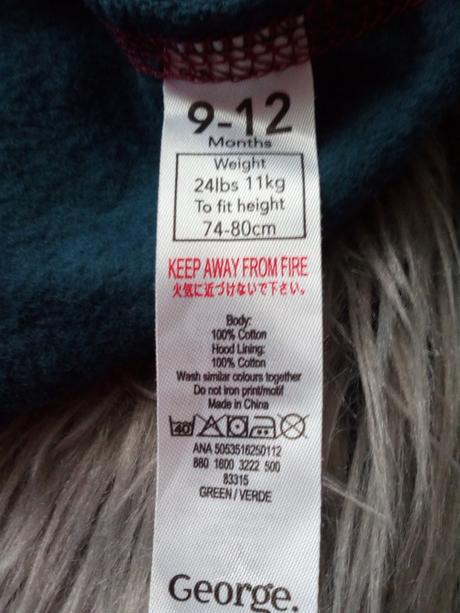 9-12
Months
Weight
24lbs 11kg
To fit height
74-80cm
KEEP AWAY FROM FIRE
火気に近づけないで下さい。
Body:
100% Cotton
Hood Lining:
100% Cotton
Wash similar colours together
Do not iron print/motif
Made in China
40
ANA 5053516250112
880 1600 3222 500
83315
GREEN / VERDE
George.